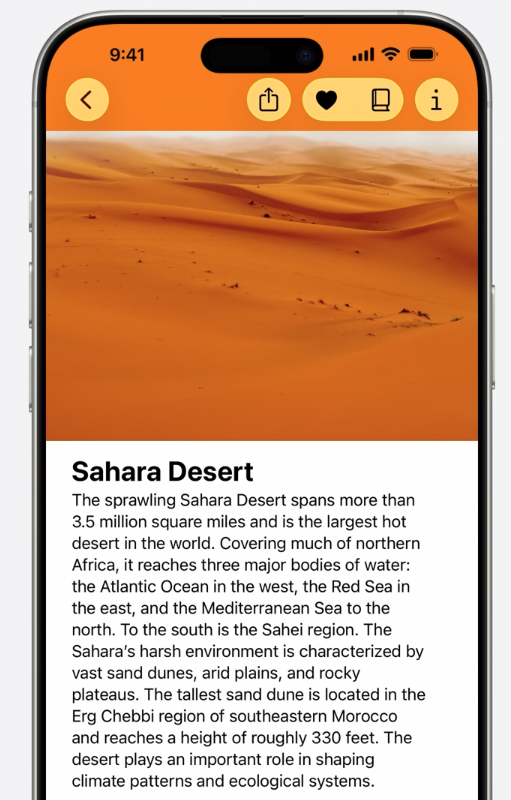 9:41
Sahara Desert
The sprawling Sahara Desert spans more than
3.5 million square miles and is the largest hot
desert in the world. Covering much of northern
Africa, it reaches three major bodies of water:
the Atlantic Ocean in the west, the Red Sea in
the east, and the Mediterranean Sea to the
north. To the south is the Sahei region. The
Sahara’s harsh environment is characterized by
vast sand dunes, arid plains, and rocky
plateaus. The tallest sand dune is located in the
Erg Chebbi region of southeastern Morocco
and reaches a height of roughly 330 feet. The
desert plays an important role in shaping
climate patterns and ecological systems.